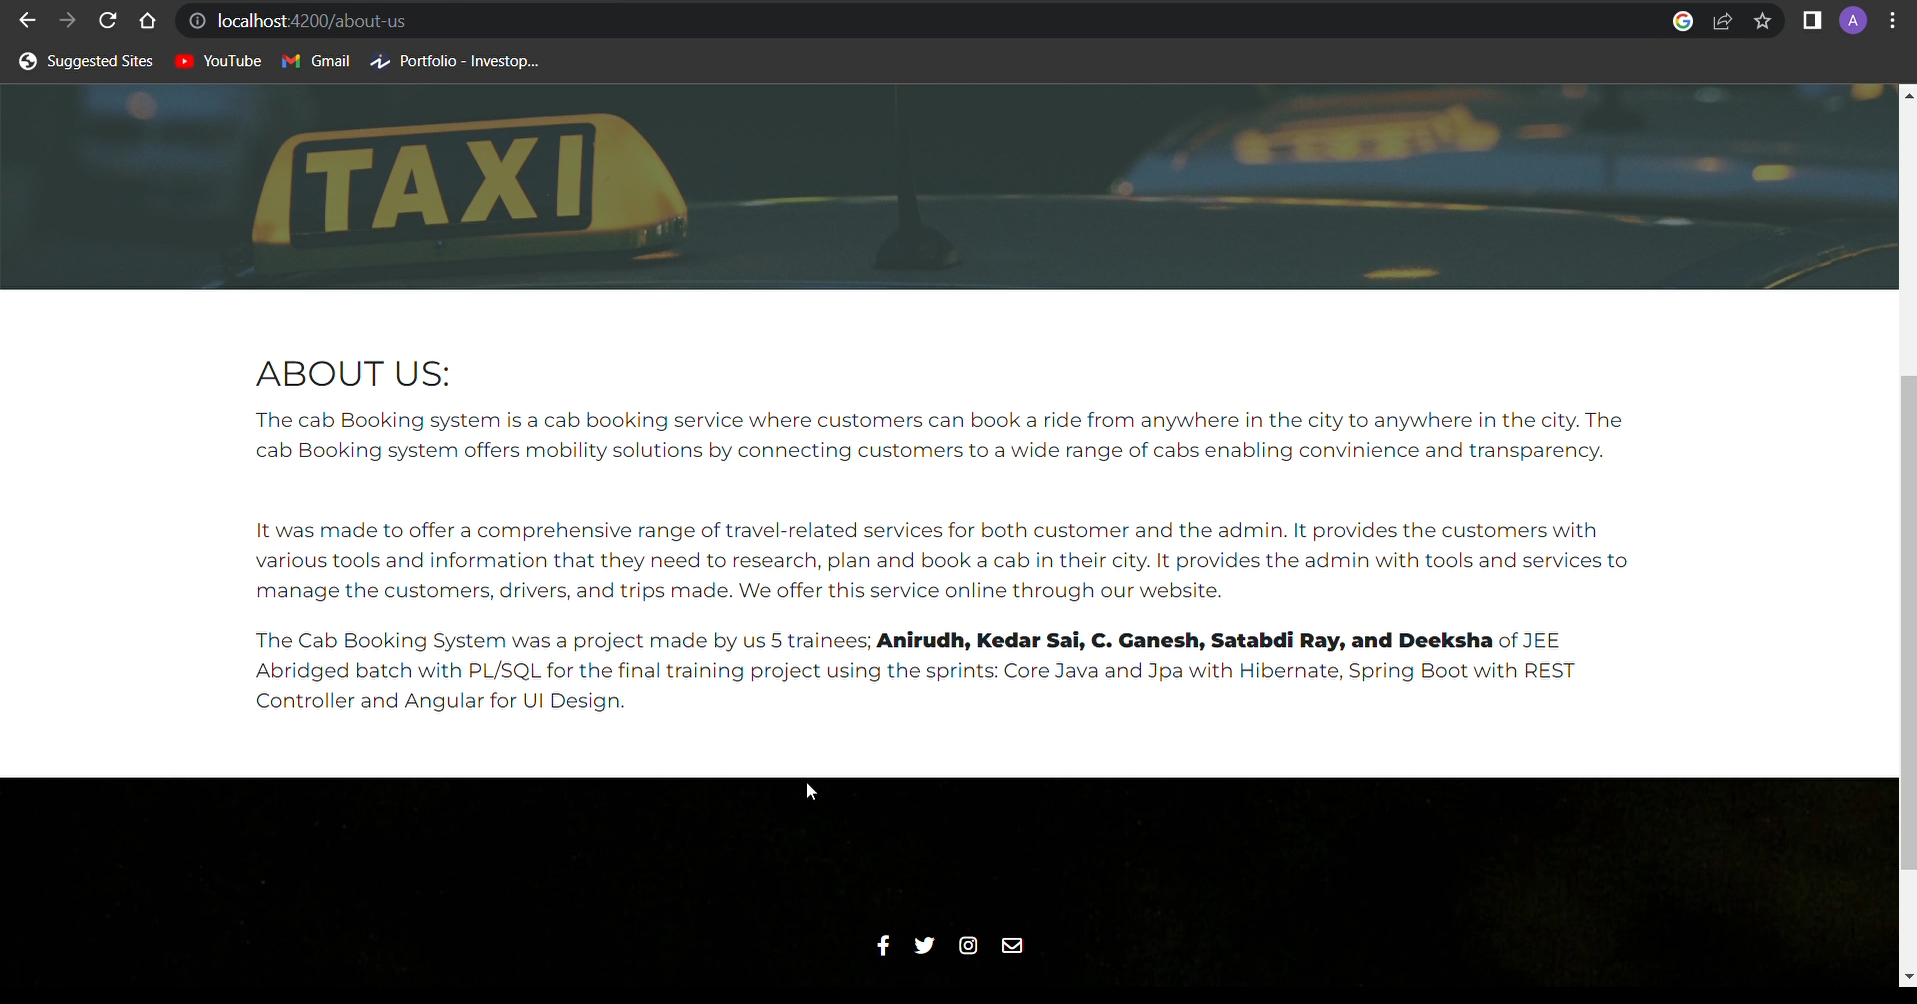 localhost:4200/about-us
A
Suggested Sites YouTube Gmail Portfolio - Investop...
TAXI
ABOUT US:
The cab Booking system is a cab booking service where customers can book a ride from anywhere in the city to anywhere in the city. The
cab Booking system offers mobility solutions by connecting customers to a wide range of cabs enabling convinience and transparency.
It was made to offer a comprehensive range of travel-related services for both customer and the admin. It provides the customers with
various tools and information that they need to research, plan and book a cab in their city. It provides the admin with tools and services to
manage the customers, drivers, and trips made. We offer this service online through our website.
The Cab Booking System was a project made by us 5 trainees; Anirudh, Kedar Sai, C. Ganesh, Satabdi Ray, and Deeksha of JEE
Abridged batch with PL/SQL for the final training project using the sprints: Core Java and Jpa with Hibernate, Spring Boot with REST
Controller and Angular for UI Design.